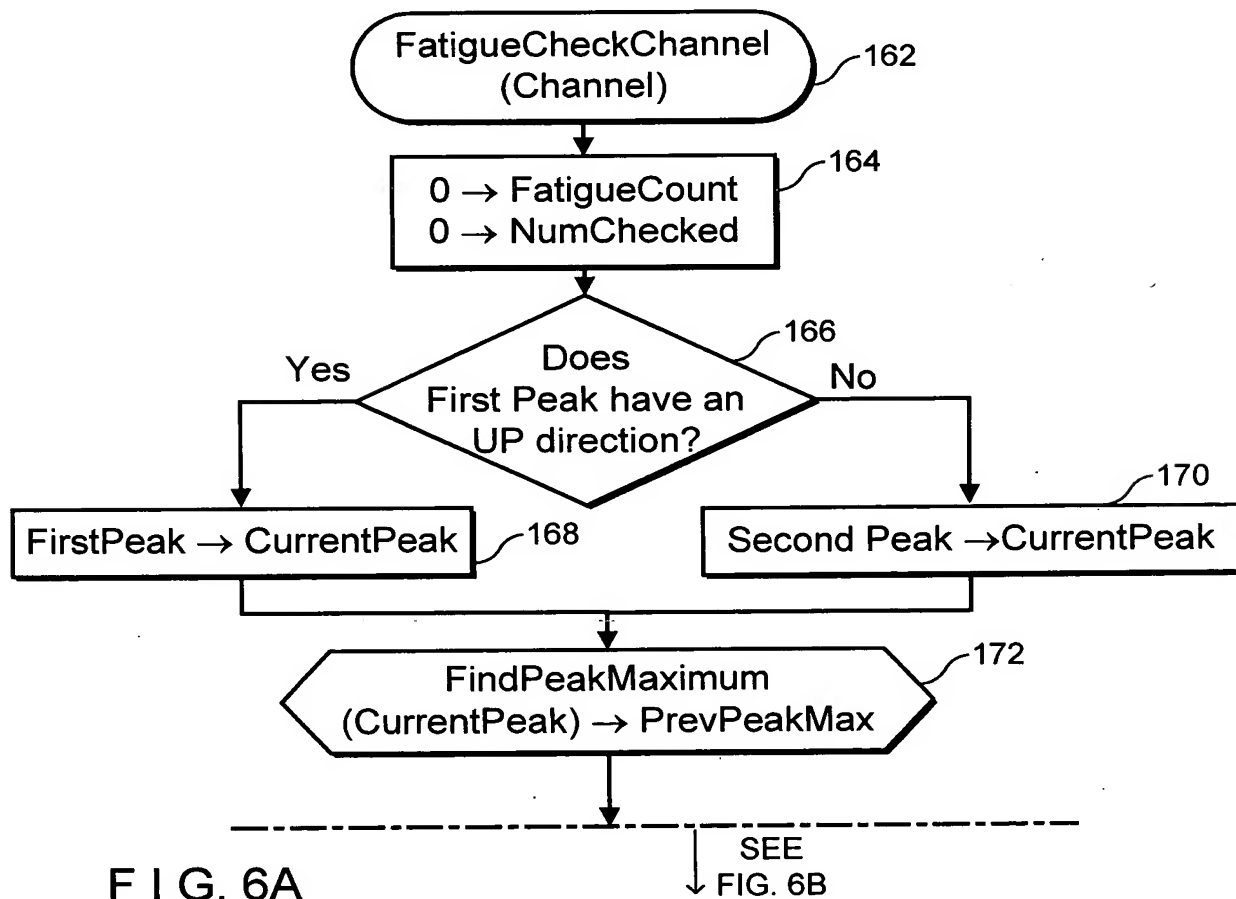 FatigueCheckChannel
(Channel)
162
0 → FatigueCount
0 → NumChecked
164
Does
First Peak have an
UP direction?
166
Yes
No
FirstPeak → CurrentPeak
168
Second Peak →CurrentPeak
170
FindPeakMaximum
(CurrentPeak) → PrevPeakMax
172
SEE
FIG. 6B
F I G. 6A